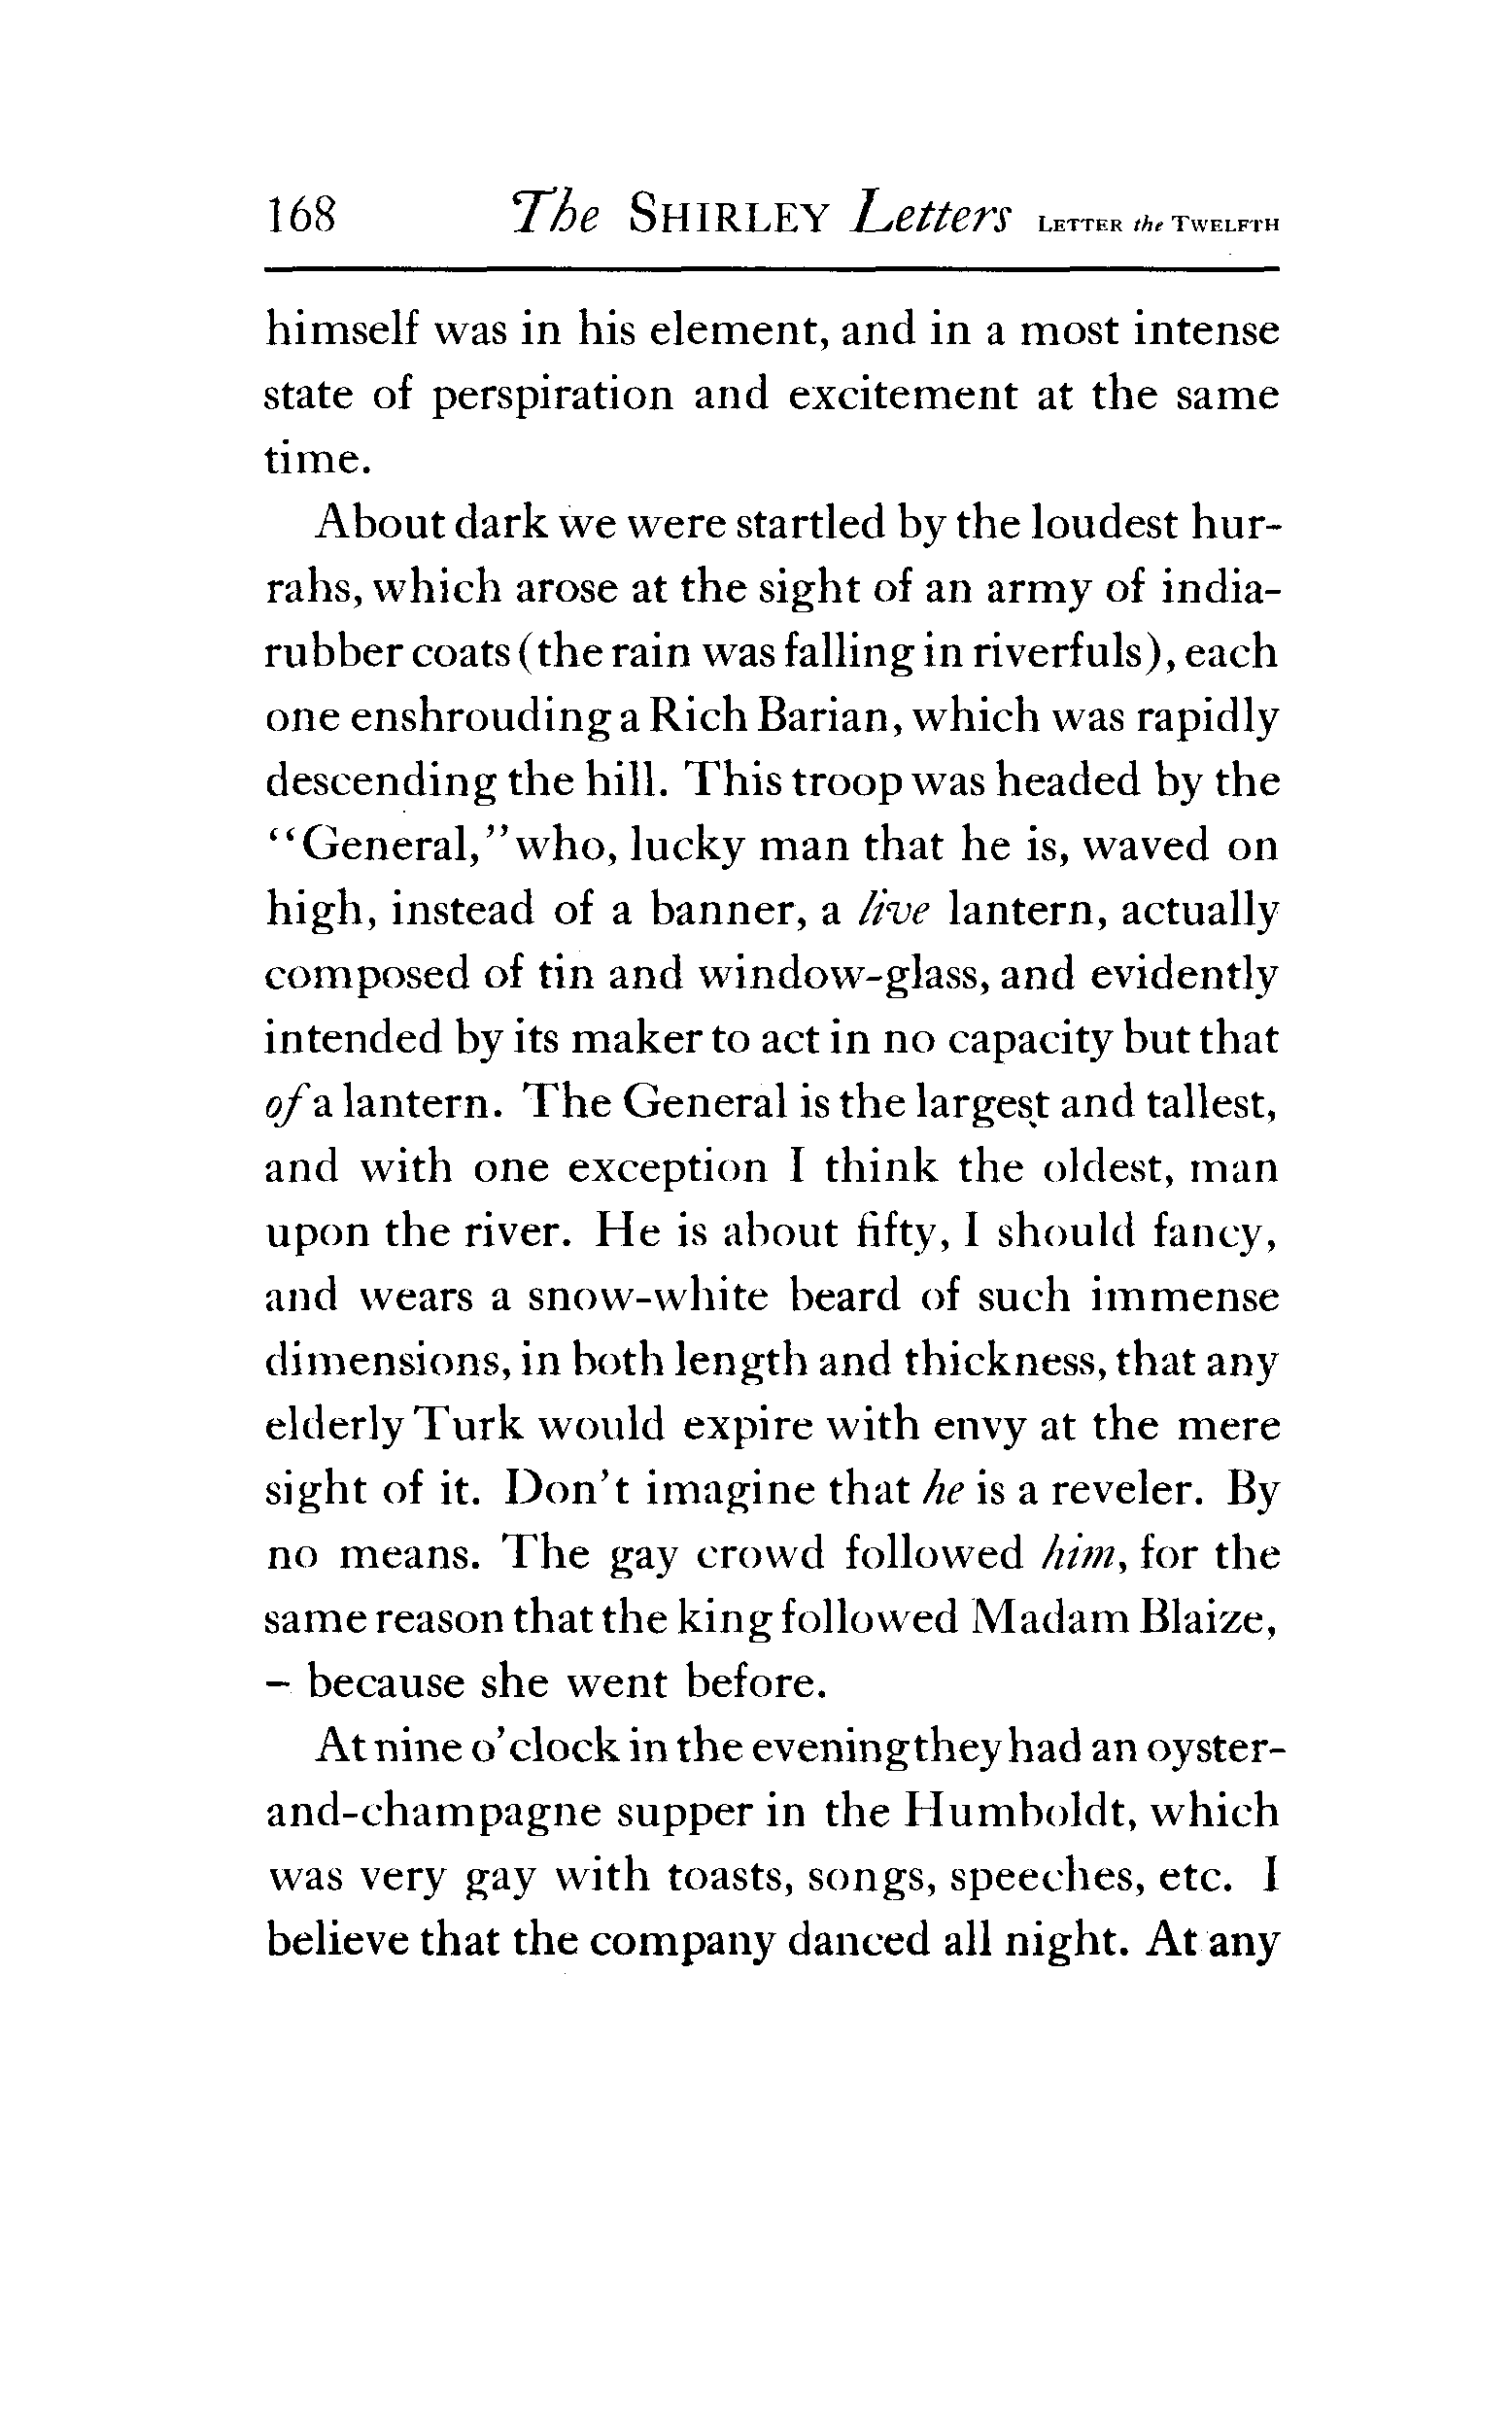 168 The SHIRLEY Letters LETTER the TWELFTH
himself was in his element, and in a most intense
state of perspiration and excitement at the same
time.
About dark we were startled by the loudest hur-
rahs, which arose at the sight of an army of india-
rubber coats (the rain was falling in riverfuls), each
one enshrouding a Rich Barian, which was rapidly
descending the hill. This troop was headed by the
“General,” who, lucky man that he is, waved on
high, instead of a banner, a live lantern, actually
composed of tin and window-glass, and evidently
intended by its maker to act in no capacity but that
of a lantern. The General is the largest and tallest,
and with one exception I think the oldest, man
upon the river. He is about fifty, I should fancy,
and wears a snow-white beard of such immense
dimensions, in both length and thickness, that any
elderly Turk would expire with envy at the mere
sight of it. Don’t imagine that he is a reveler. By
no means. The gay crowd followed him, for the
same reason that the king followed Madam Blaize,
– because she went before.
At nine o’clock in the evening they had an oyster-
and-champagne supper in the Humboldt, which
was very gay with toasts, songs, speeches, etc. I
believe that the company danced all night. At any